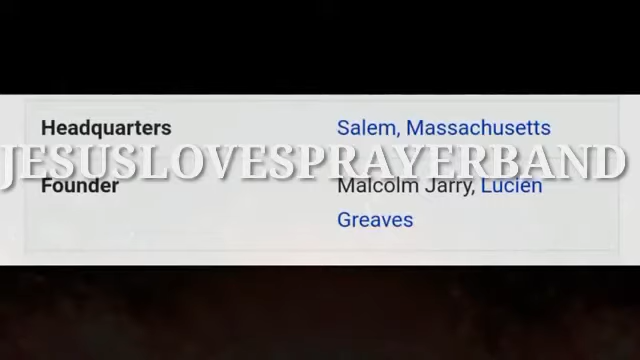 Headquarters Salem, Massachusetts
JESUSLOVESPRAYERBAND
Founder Malcolm Jarry, Lucien
Greaves